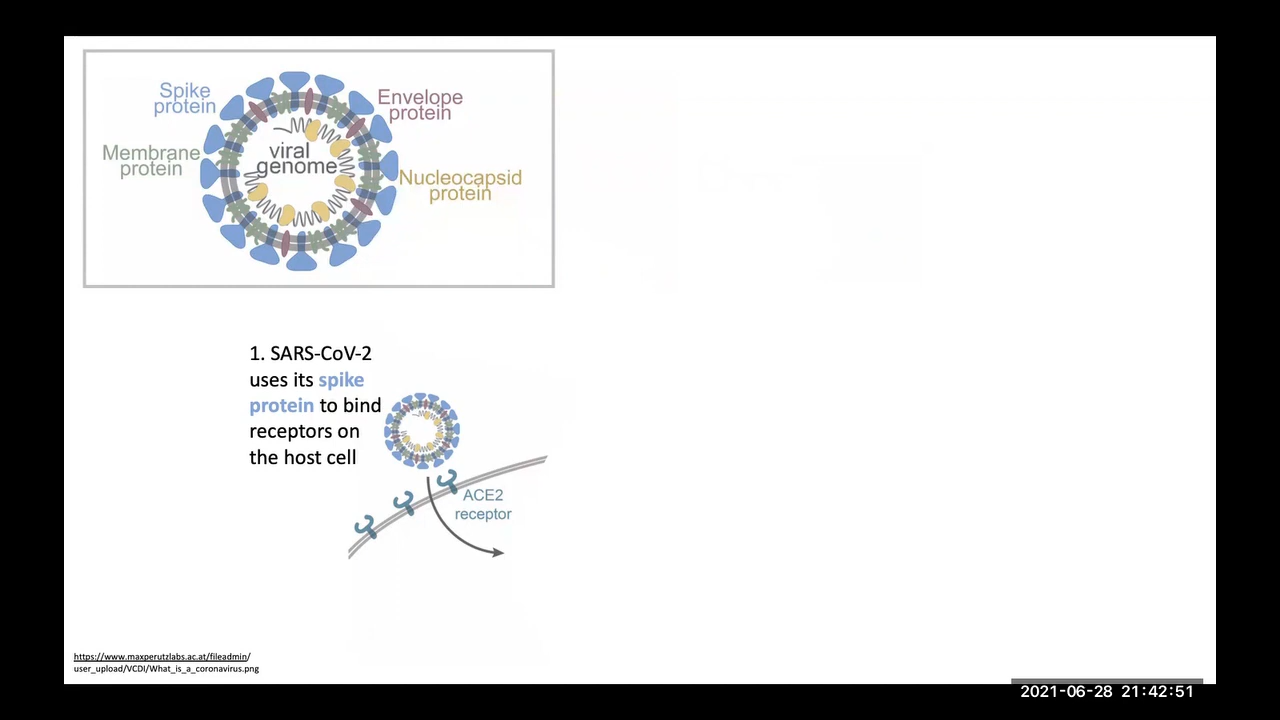 Spike
protein
Envelope
protein
Membrane
protein
viral
genome
Nucleocapsid
protein
1. SARS-CoV-2
uses its spike
protein to bind
receptors on
the host cell
ACE2
receptor
https://www.maxperutzlabs.ac.at/fileadmin/
user_upload/VCDI/What_is_a_coronavirus.png
2021-06-28 21:42:51